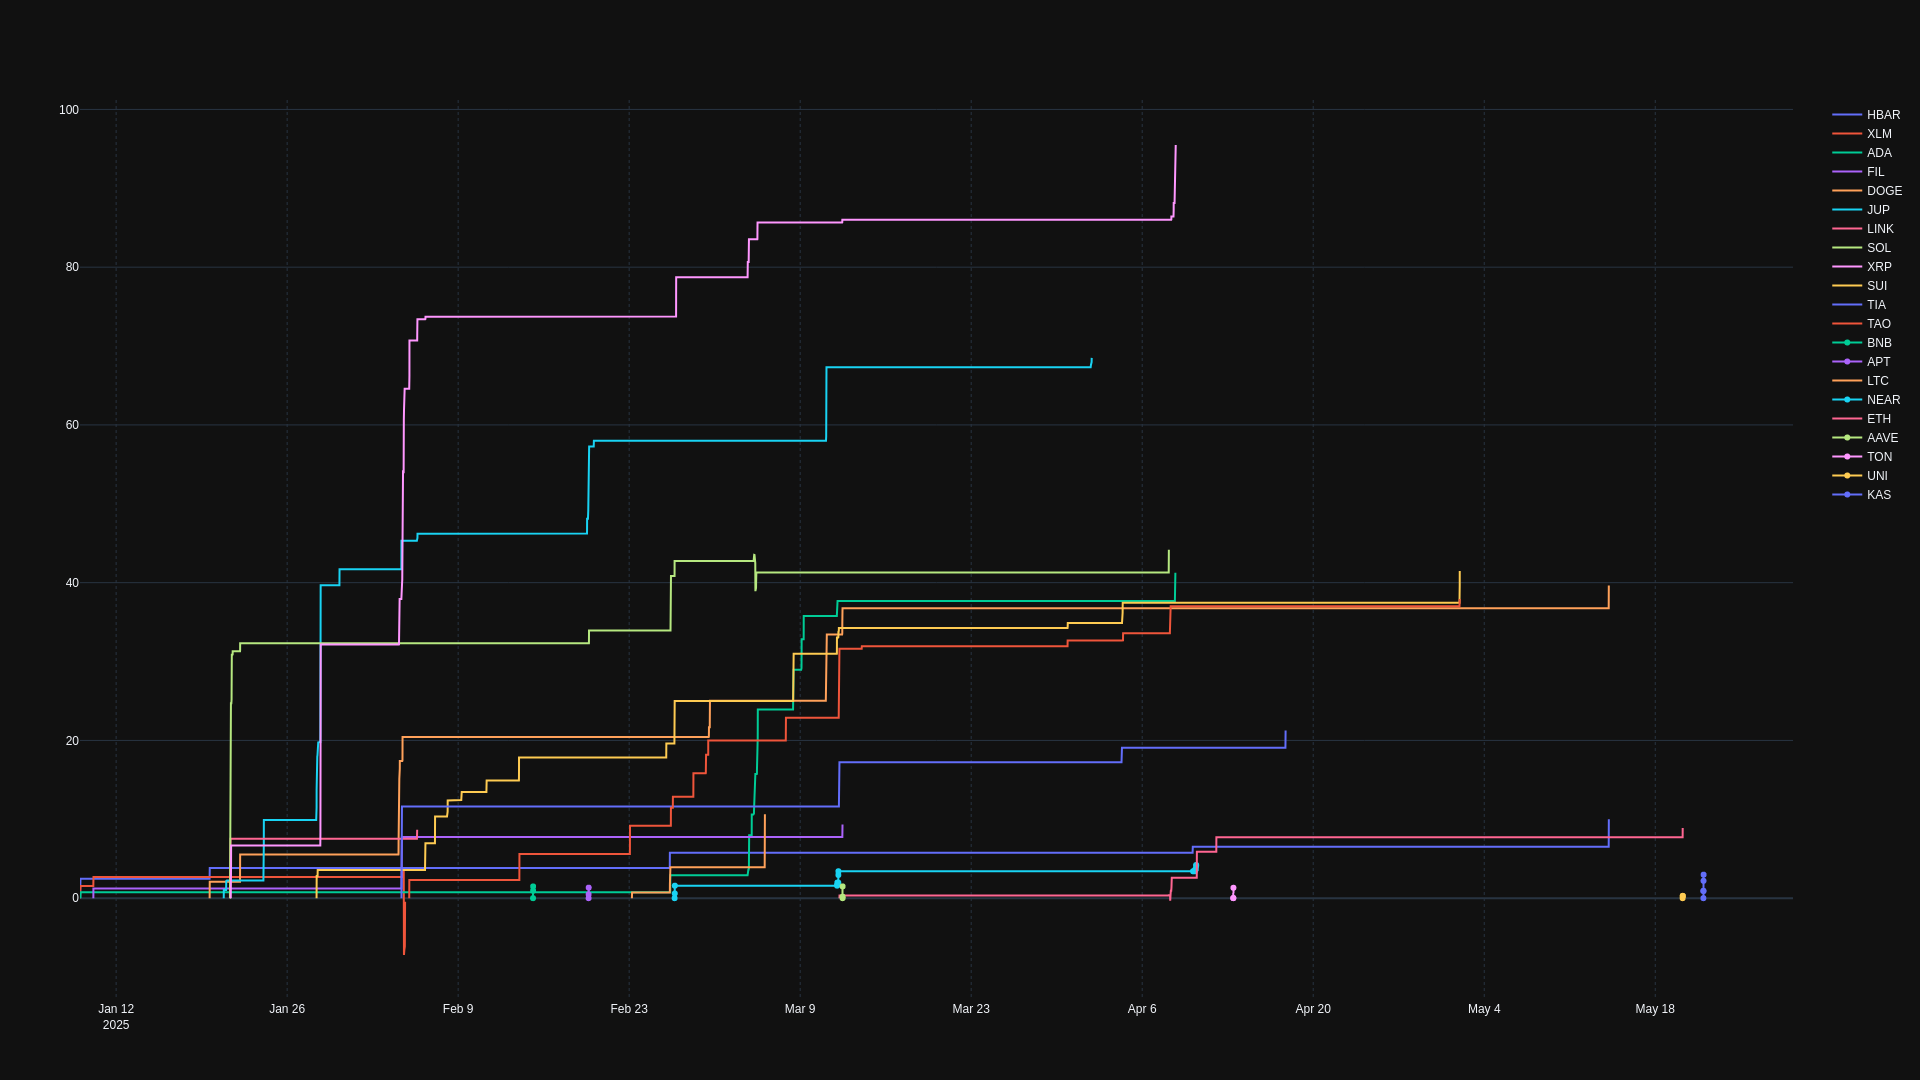 100
80
60
40
20
0
Jan 12
2025
Jan 26
Feb 9
Feb 23
Mar 9
Mar 23
Apr 6
Apr 20
May 4
May 18
HBAR
XLM
ADA
FIL
DOGE
JUP
LINK
SOL
XRP
SUI
TIA
TAO
BNB
APT
LTC
NEAR
ETH
AAVE
TON
UNI
KAS